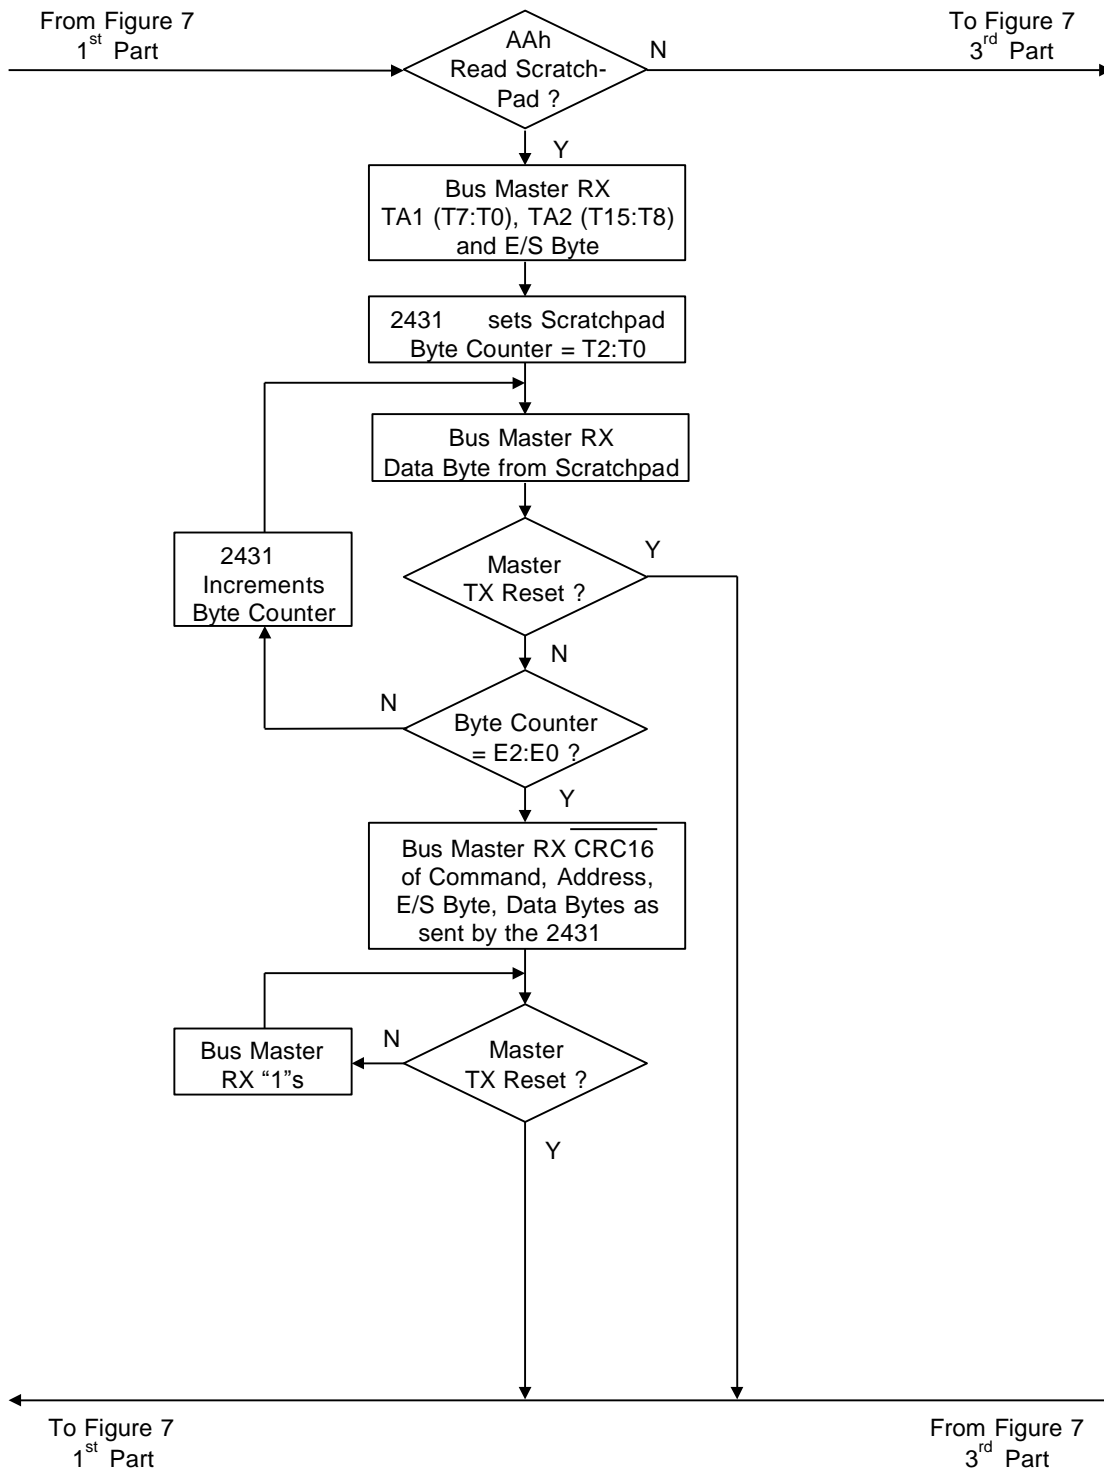 From Figure 7
1st Part
To Figure 7
3rd Part
AAh
Read Scratch-
Pad ?
N
Y
Bus Master RX
TA1 (T7:T0), TA2 (T15:T8)
and E/S Byte
2431 sets Scratchpad
Byte Counter = T2:T0
Bus Master RX
Data Byte from Scratchpad
2431
Increments
Byte Counter
Master
TX Reset ?
Y
N
N
Byte Counter
= E2:E0 ?
Y
Bus Master RX CRC16
of Command, Address,
E/S Byte, Data Bytes as
sent by the 2431
Bus Master
RX “1”s
N
Master
TX Reset ?
Y
To Figure 7
1st Part
From Figure 7
3rd Part